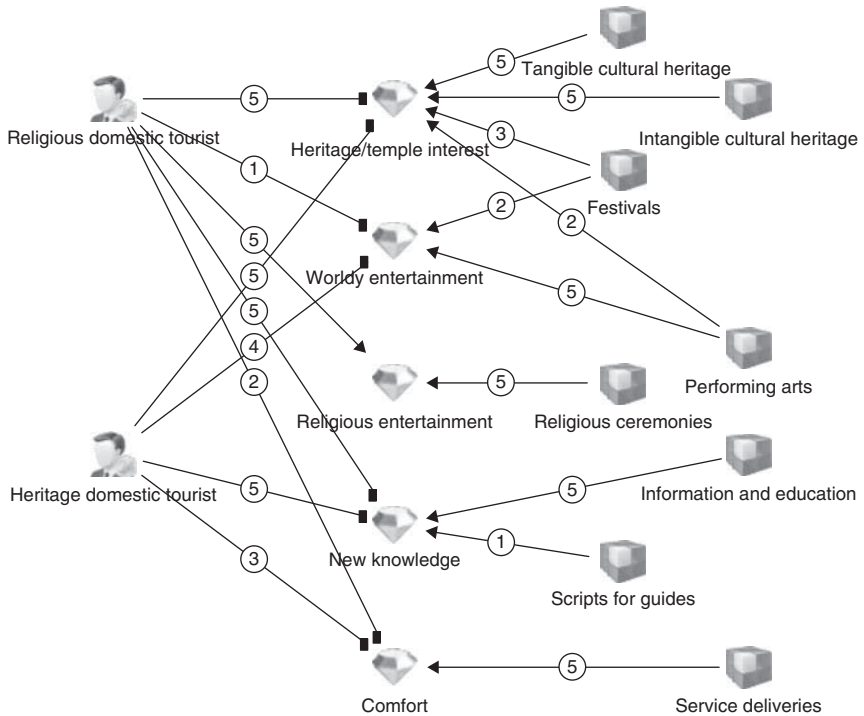 5
Tangible cultural heritage
5
5
Religious domestic tourist
Heritage/temple interest
Intangible cultural heritage
3
1
Festivals
2
2
5
Worldy entertainment
5
5
5
4
2
5
Performing arts
Religious entertainment
Religious ceremonies
Heritage domestic tourist
5
5
Information and education
1
New knowledge
3
Scripts for guides
5
Comfort
Service deliveries